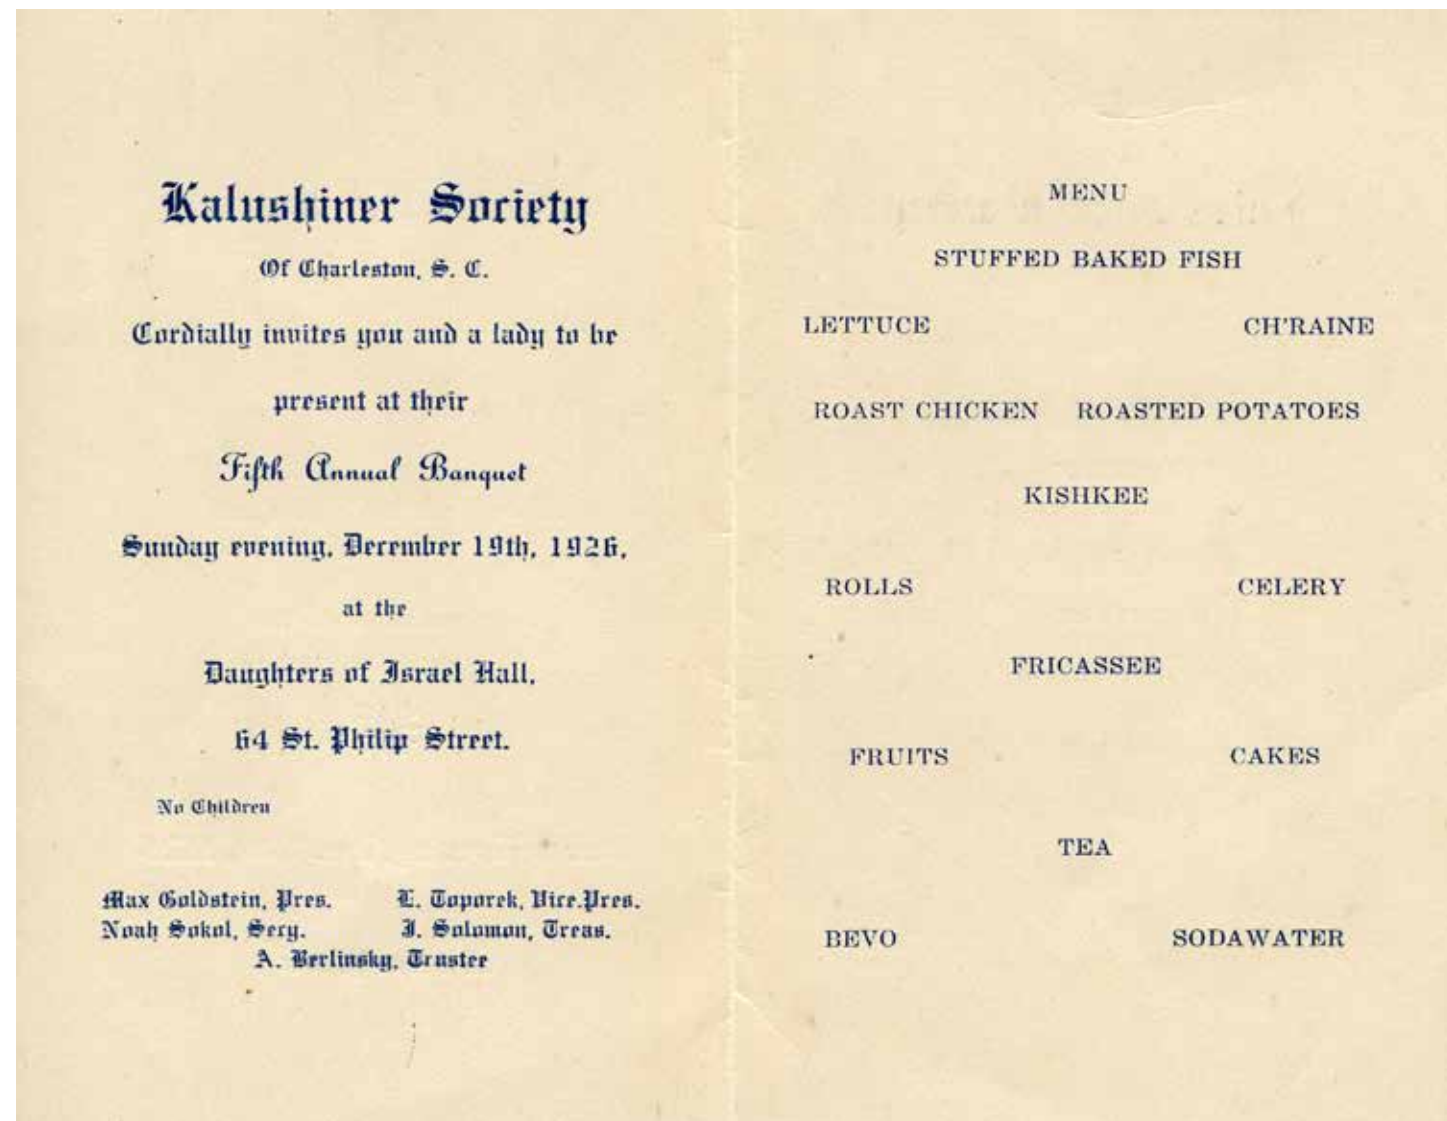 Kalushiner Society
Of Charleston, S. C.
Cordially invites you and a lady to be
present at their
Fifth Annual Banquet
Sunday evening, December 19th, 1926,
at the
Daughters of Israel Hall,
64 St. Philip Street.
No Children
Max Goldstein, Pres. L. Toporek, Vice.Pres.
Noah Sokol, Secy. J. Solomon, Treas.
A. Berlinsky, Trustee
MENU
STUFFED BAKED FISH
LETTUCE CH'RAINE
ROAST CHICKEN ROASTED POTATOES
KISHKEE
ROLLS CELERY
FRICASSEE
FRUITS CAKES
TEA
BEVO SODAWATER